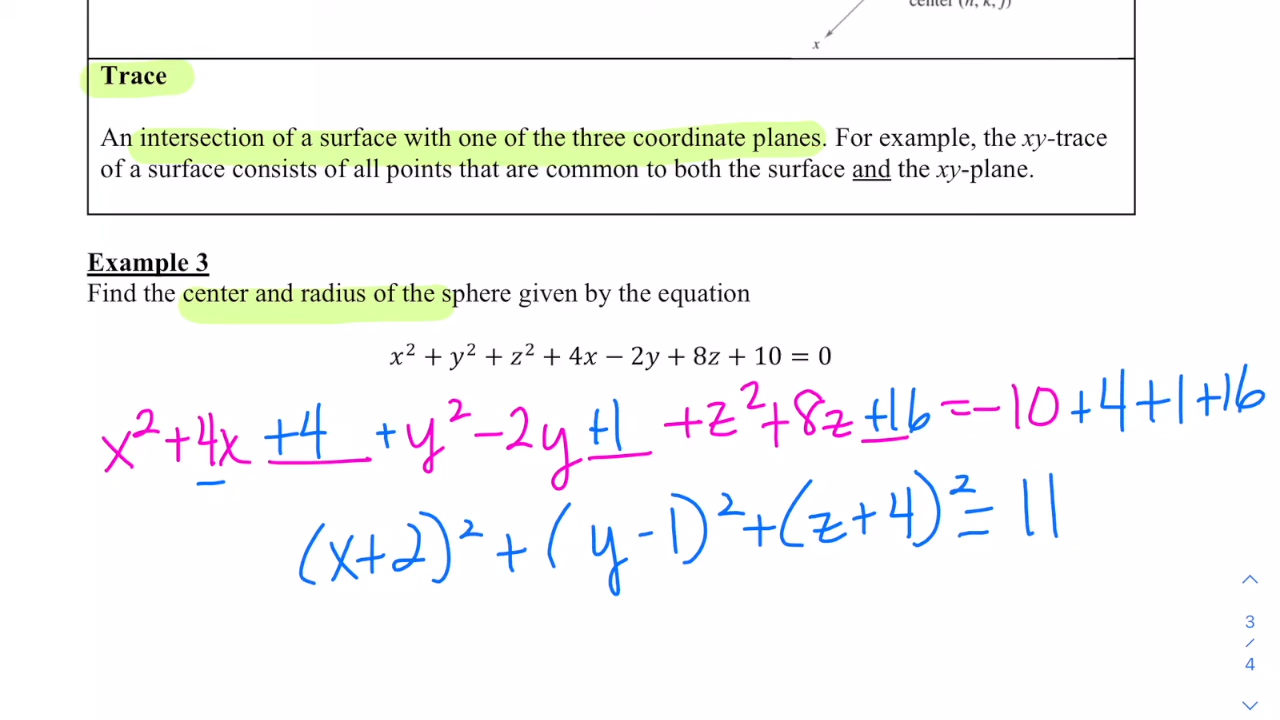 center (h, k, j)
x
Trace
An intersection of a surface with one of the three coordinate planes. For example, the xy-trace
of a surface consists of all points that are common to both the surface and the xy-plane.
Example 3
Find the center and radius of the sphere given by the equation
x² + y² + z² + 4x − 2y + 8z + 10 = 0
x² + 4x + 4 + y² − 2y + 1 + z² + 8z + 16 = −10 + 4 + 1 + 16
(x+2)² + (y−1)² + (z+4)² = 11
3
/
4